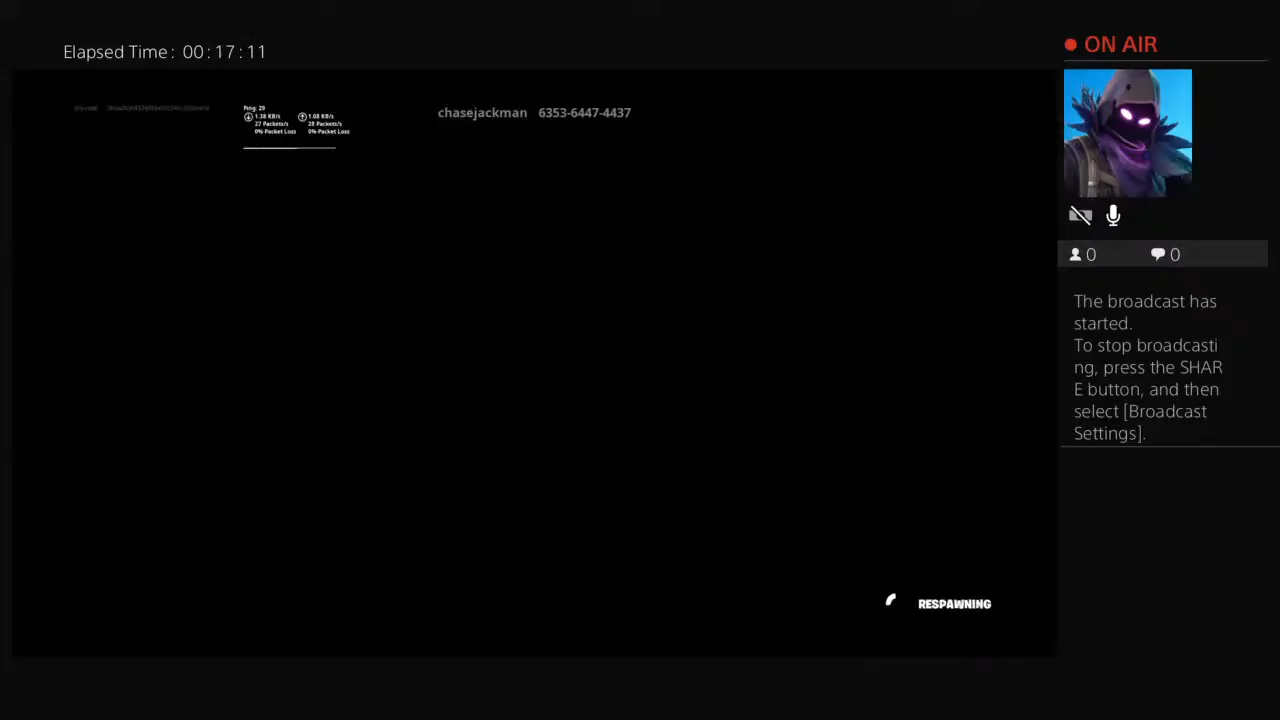 Elapsed Time: 00:17:11
ON AIR
Ping: 29
1.38 KB/s 1.08 KB/s
27 Packets/s 28 Packets/s
0% Packet Loss 0% Packet Loss
chasejackman 6353-6447-4437
0 0
The broadcast has
started.
To stop broadcasti
ng, press the SHAR
E button, and then
select [Broadcast
Settings].
RESPAWNING